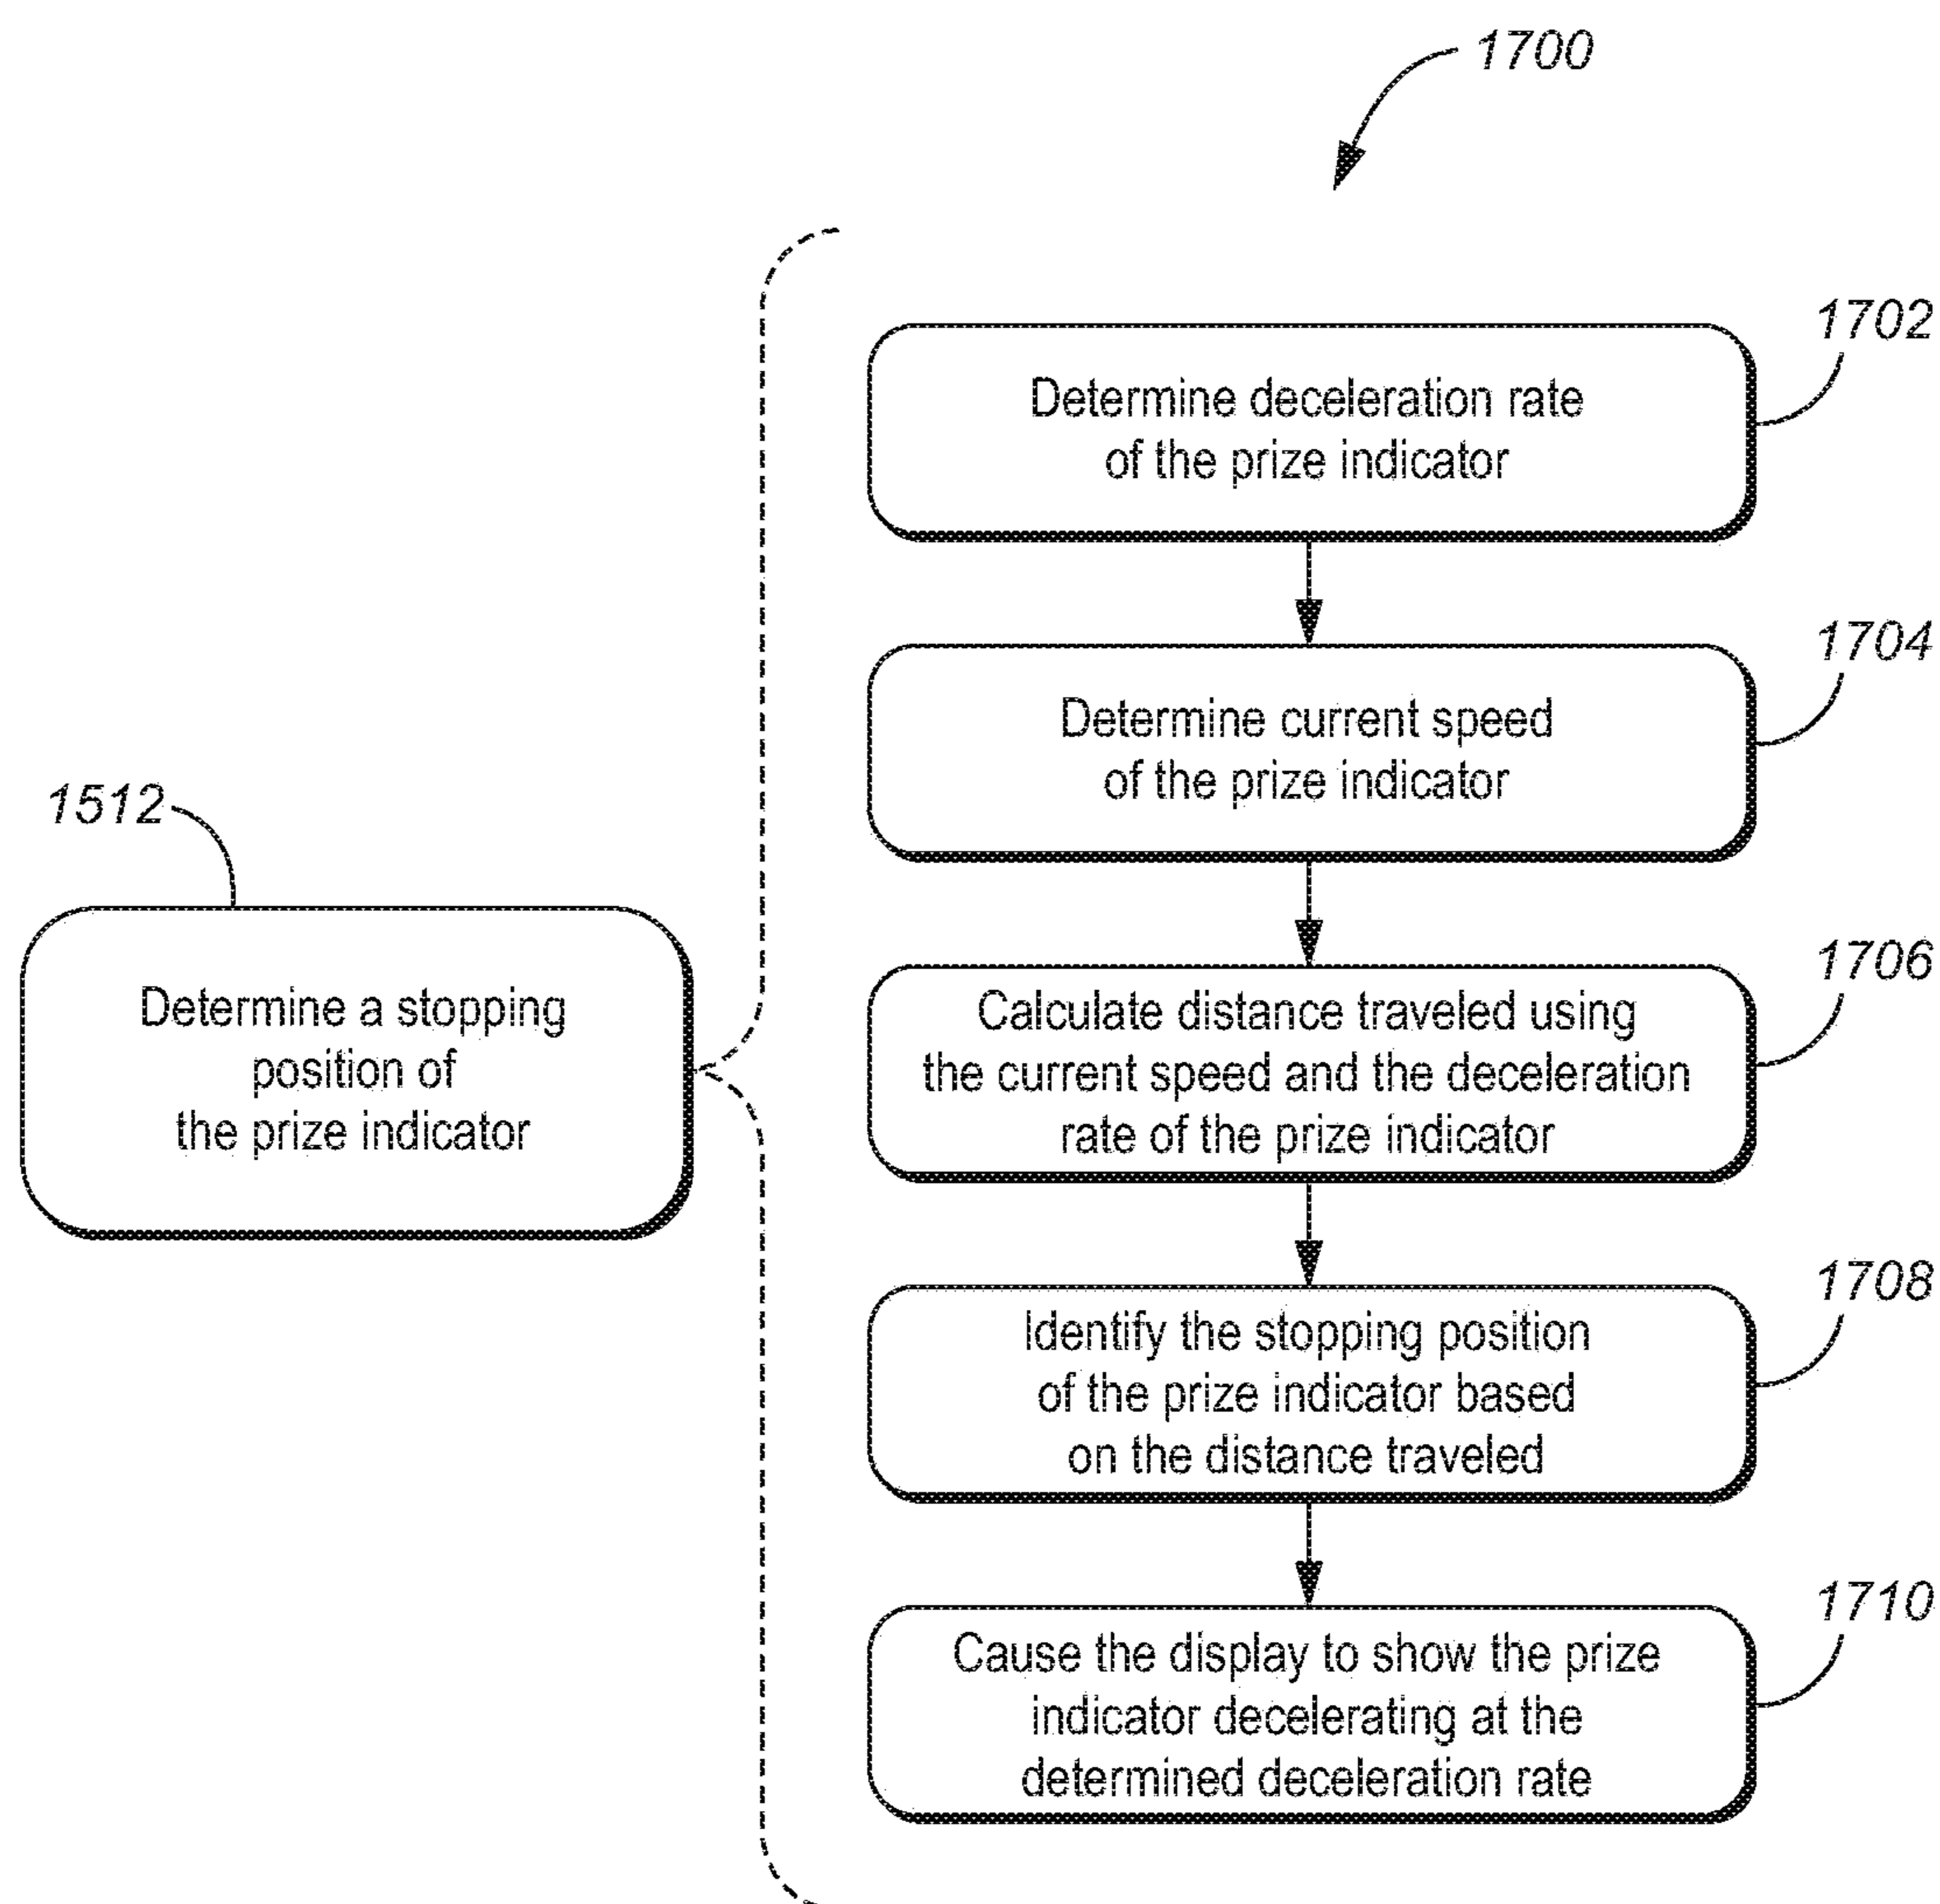 1700
1702
Determine deceleration rate
of the prize indicator
1704
Determine current speed
of the prize indicator
1512
Determine a stopping
position of
the prize indicator
1706
Calculate distance traveled using
the current speed and the deceleration
rate of the prize indicator
1708
Identify the stopping position
of the prize indicator based
on the distance traveled
1710
Cause the display to show the prize
indicator decelerating at the
determined deceleration rate